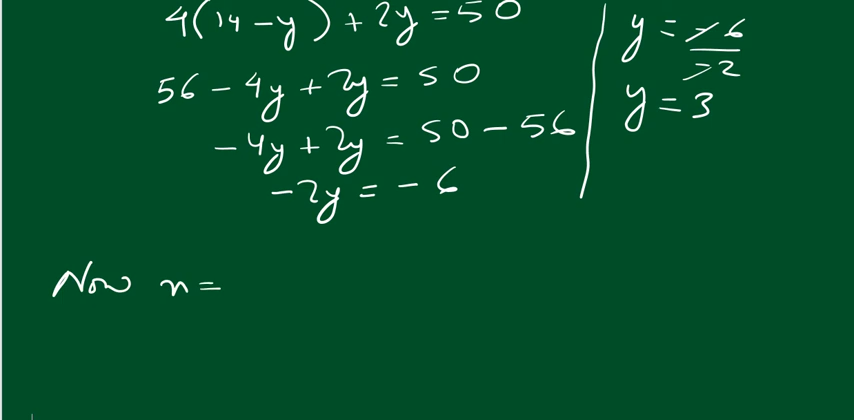 4(14 - y) + 2y = 50
56 - 4y + 2y = 50
-4y + 2y = 50 - 56
-2y = -6
y = -6/-2
y = 3
Now x =